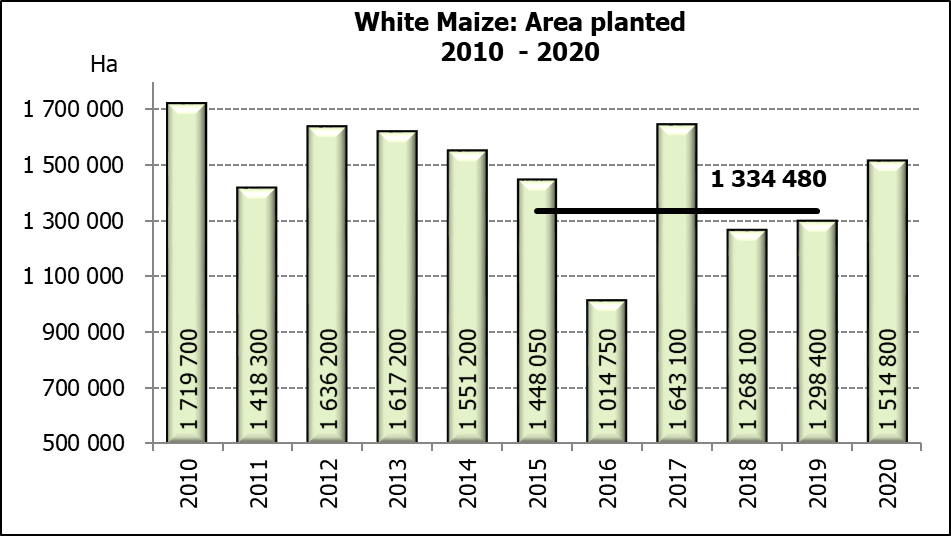 White Maize: Area planted
2010  - 2020
Ha
1 700 000
1 500 000
1 300 000
1 100 000
900 000
700 000
500 000
1 334 480
1 719 700
1 418 300
1 636 200
1 617 200
1 551 200
1 448 050
1 014 750
1 643 100
1 268 100
1 298 400
1 514 800
2010
2011
2012
2013
2014
2015
2016
2017
2018
2019
2020